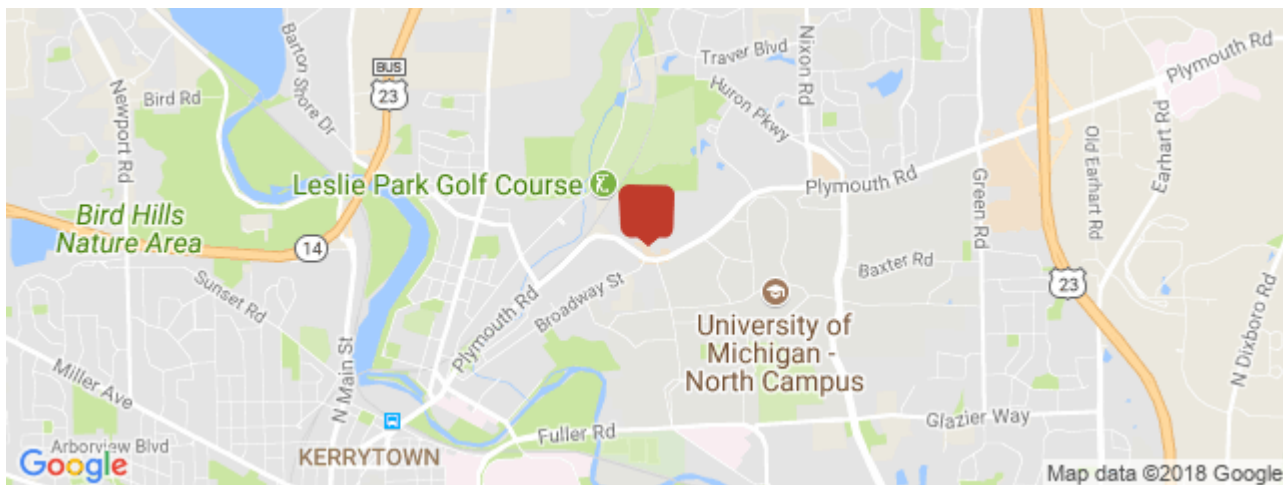 Newport Rd
Bird Rd
Barton Shore Dr
BUS
23
Traver Blvd
Huron Pkwy
Nixon Rd
Plymouth Rd
Leslie Park Golf Course
Plymouth Rd
Green Rd
Old Earhart Rd
Earhart Rd
Bird Hills
Nature Area
14
Sunset Rd
Plymouth Rd
Broadway St
Baxter Rd
23
University of
Michigan -
North Campus
N Main St
Miller Ave
N Dixboro Rd
Glazier Way
Fuller Rd
Arborview Blvd
KERRYTOWN
Google
Map data ©2018 Google